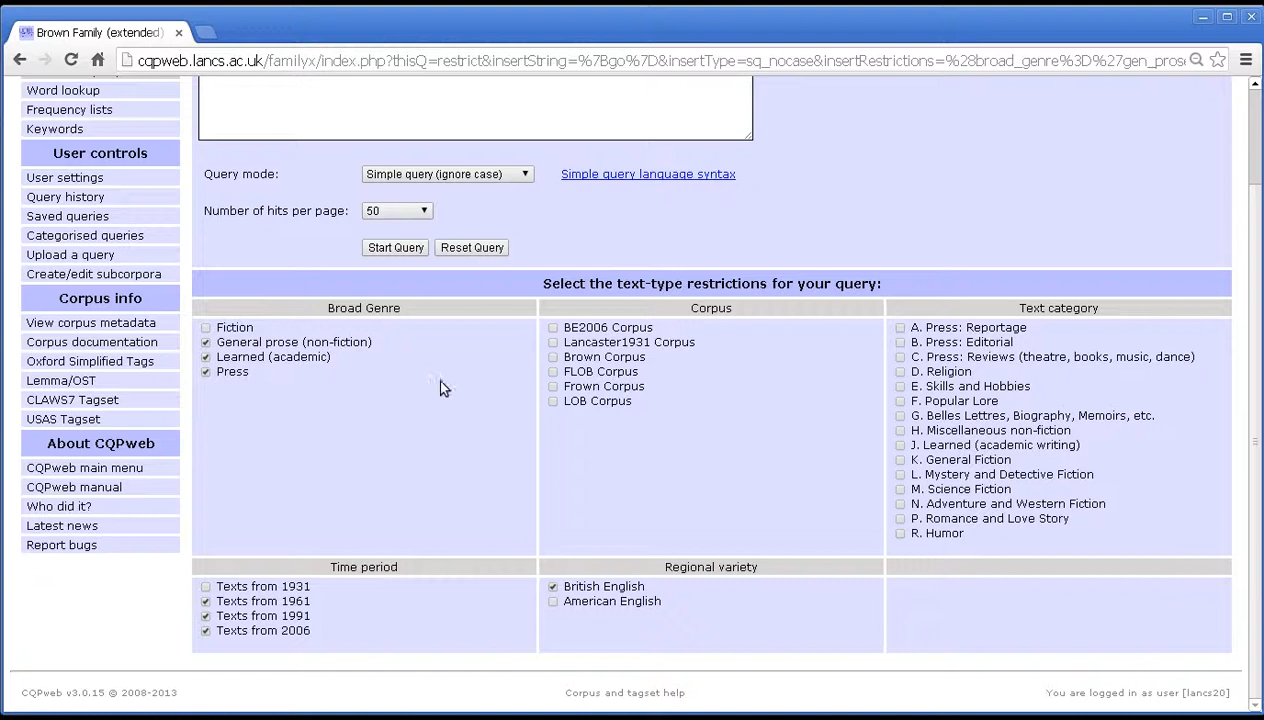 Brown Family (extended)
cqpweb.lancs.ac.uk/familyx/index.php?thisQ=restrict&insertString=%7Bgo%7D&insertType=sq_nocase&insertRestrictions=%28broad_genre%3D%27gen_prose
Word lookup
Frequency lists
Keywords
User controls
User settings
Query history
Saved queries
Categorised queries
Upload a query
Create/edit subcorpora
Corpus info
View corpus metadata
Corpus documentation
Oxford Simplified Tags
Lemma/OST
CLAWS7 Tagset
USAS Tagset
About CQPweb
CQPweb main menu
CQPweb manual
Who did it?
Latest news
Report bugs
Query mode: Simple query (ignore case) Simple query language syntax
Number of hits per page: 50
Start Query Reset Query
Select the text-type restrictions for your query:
Broad Genre Corpus Text category
Fiction
General prose (non-fiction)
Learned (academic)
Press
BE2006 Corpus
Lancaster1931 Corpus
Brown Corpus
FLOB Corpus
Frown Corpus
LOB Corpus
A. Press: Reportage
B. Press: Editorial
C. Press: Reviews (theatre, books, music, dance)
D. Religion
E. Skills and Hobbies
F. Popular Lore
G. Belles Lettres, Biography, Memoirs, etc.
H. Miscellaneous non-fiction
J. Learned (academic writing)
K. General Fiction
L. Mystery and Detective Fiction
M. Science Fiction
N. Adventure and Western Fiction
P. Romance and Love Story
R. Humor
Time period Regional variety
Texts from 1931
Texts from 1961
Texts from 1991
Texts from 2006
British English
American English
CQPweb v3.0.15 © 2008-2013 Corpus and tagset help You are logged in as user [lancs20]